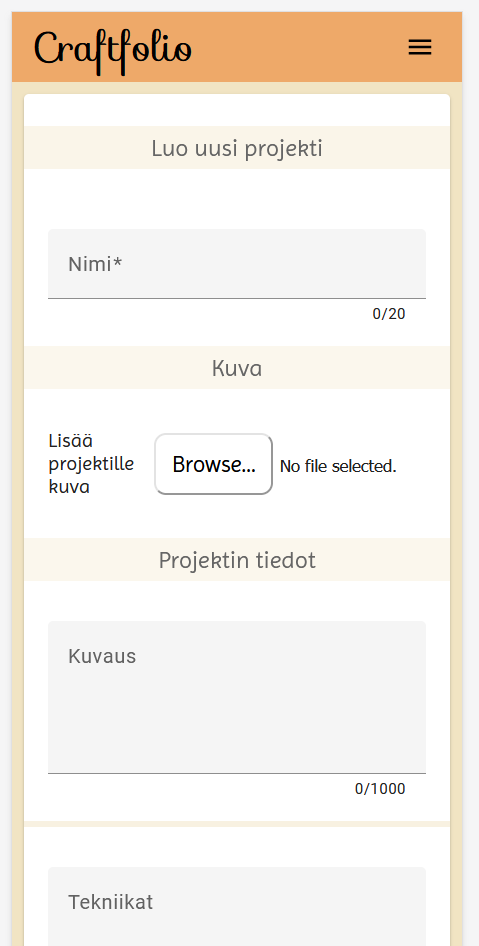 Craftfolio
Luo uusi projekti
Nimi*
0/20
Kuva
Lisää
projektille
kuva
Browse...
No file selected.
Projektin tiedot
Kuvaus
0/1000
Tekniikat